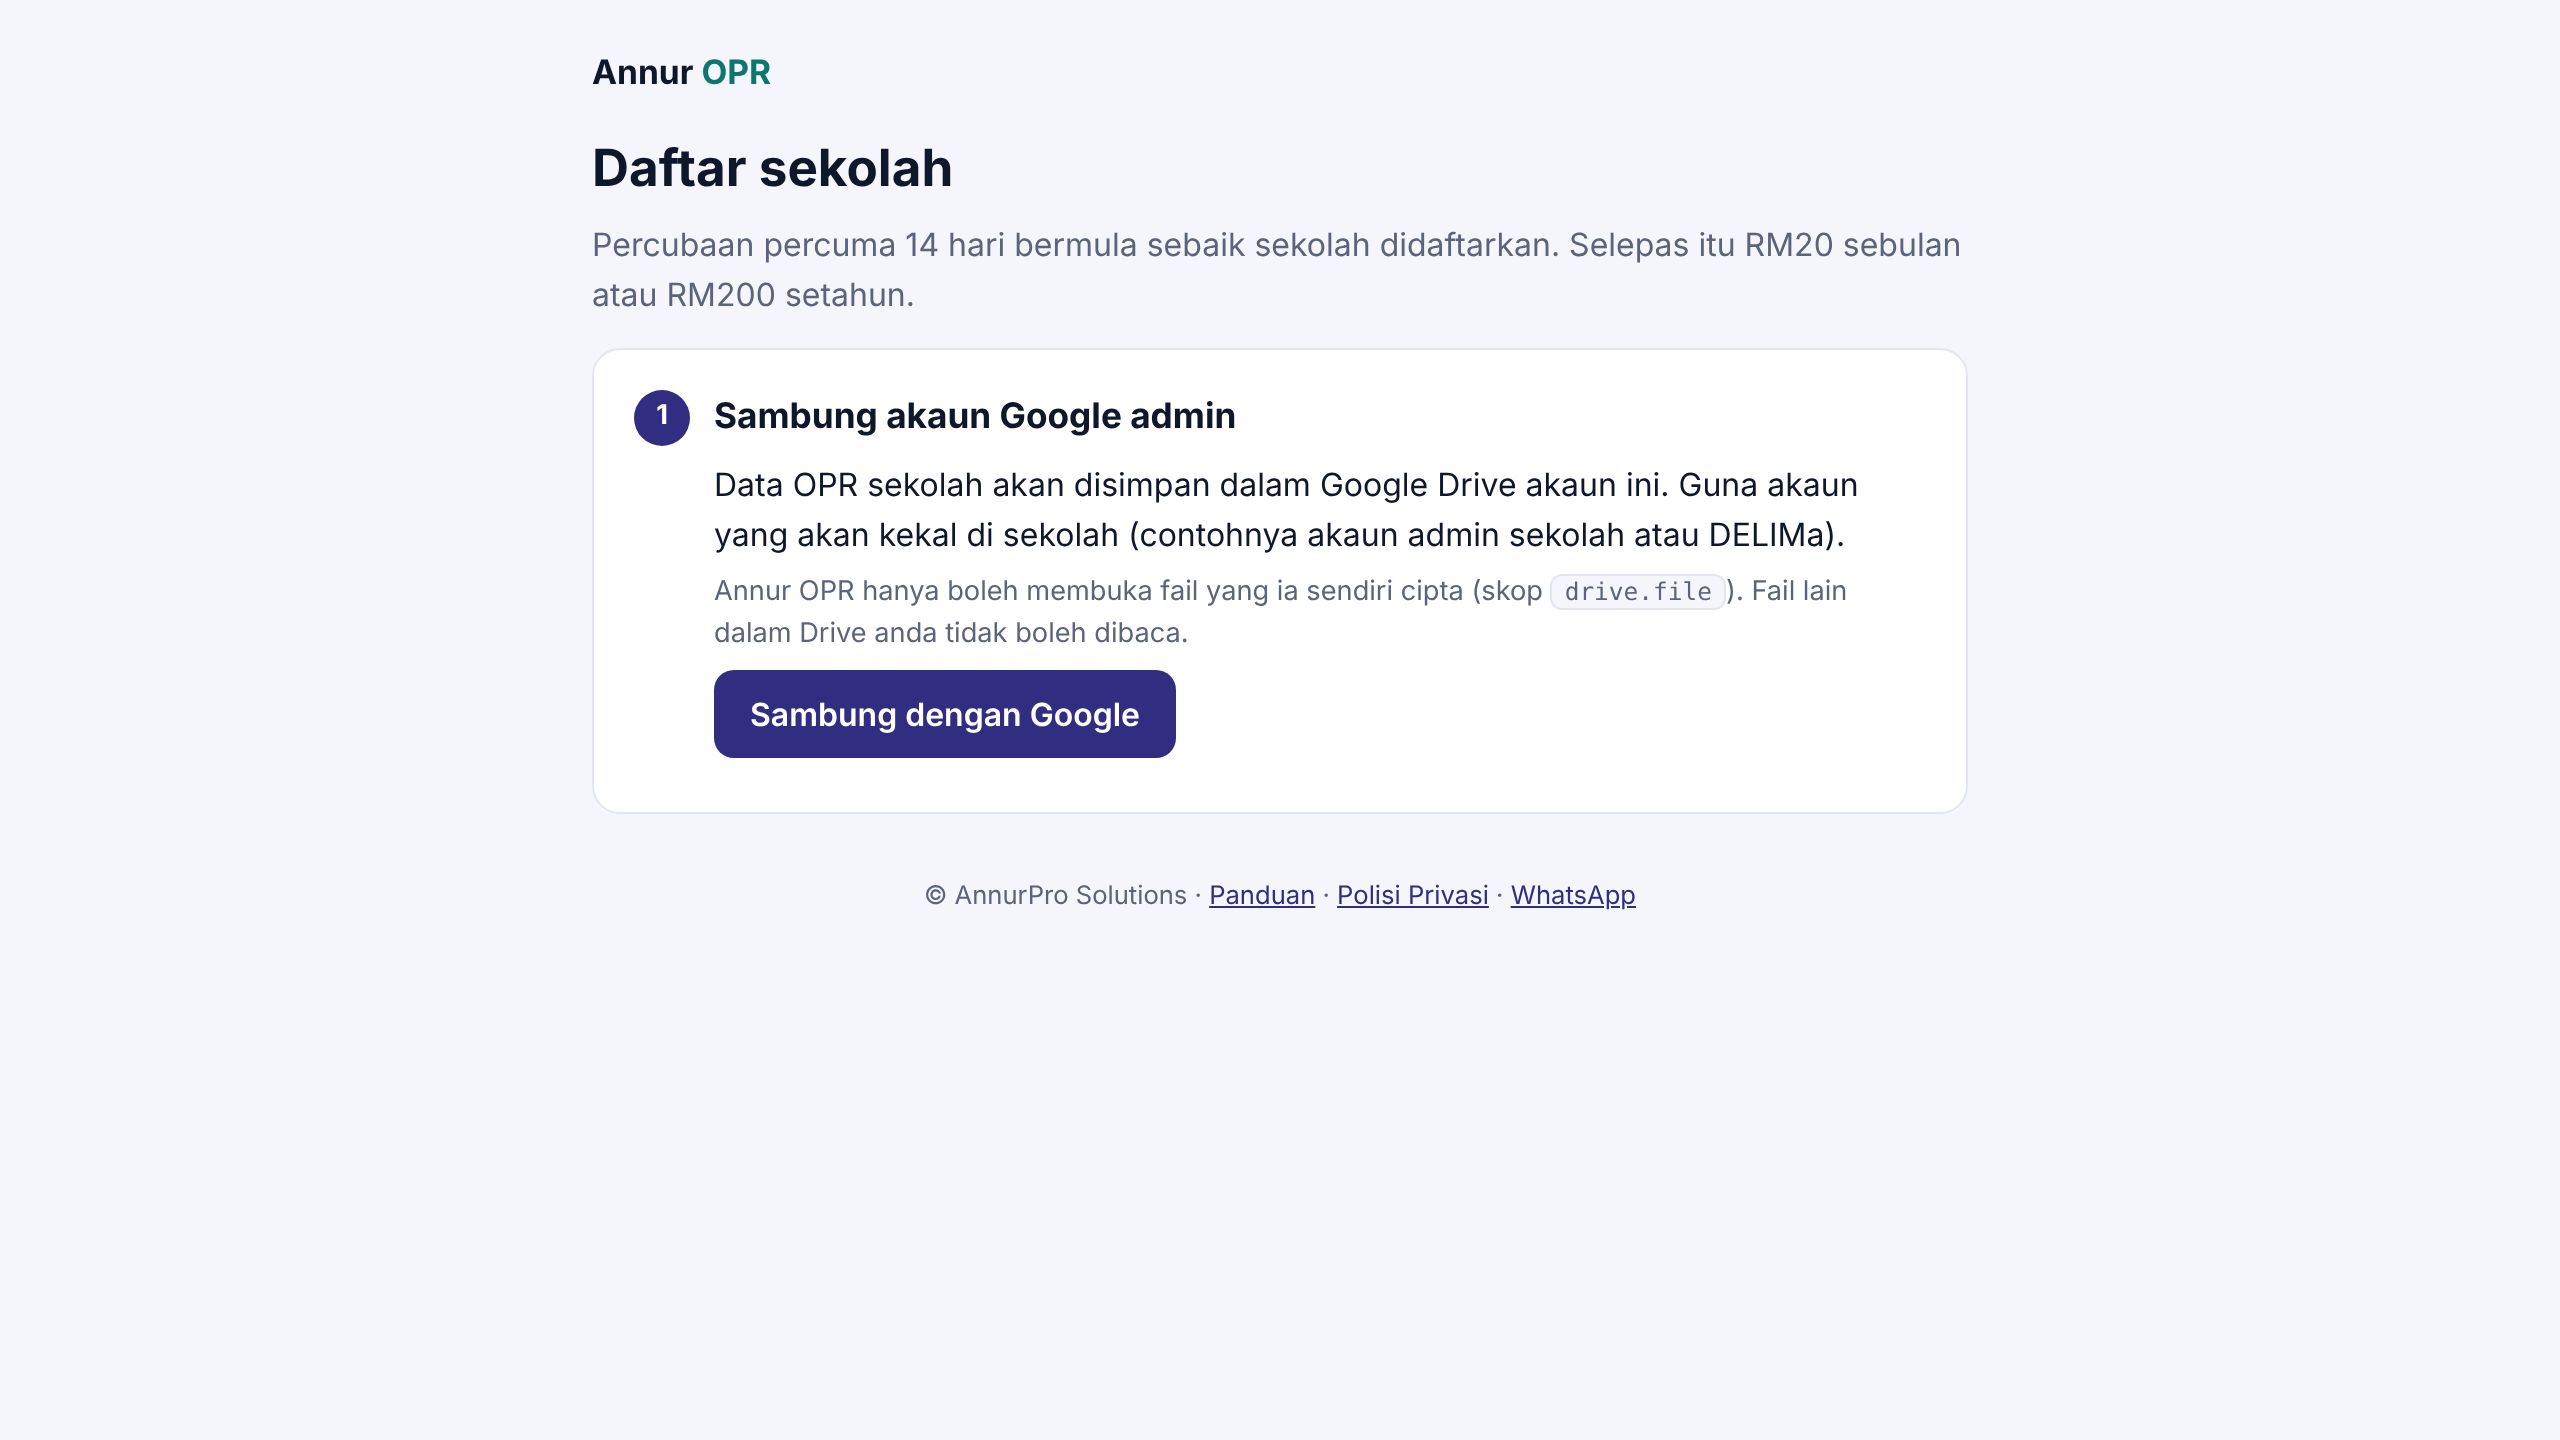 Annur OPR
Daftar sekolah
Percubaan percuma 14 hari bermula sebaik sekolah didaftarkan. Selepas itu RM20 sebulan
atau RM200 setahun.
1
Sambung akaun Google admin
Data OPR sekolah akan disimpan dalam Google Drive akaun ini. Guna akaun
yang akan kekal di sekolah (contohnya akaun admin sekolah atau DELIMa).
Annur OPR hanya boleh membuka fail yang ia sendiri cipta (skop drive.file). Fail lain
dalam Drive anda tidak boleh dibaca.
Sambung dengan Google
© AnnurPro Solutions · Panduan · Polisi Privasi · WhatsApp